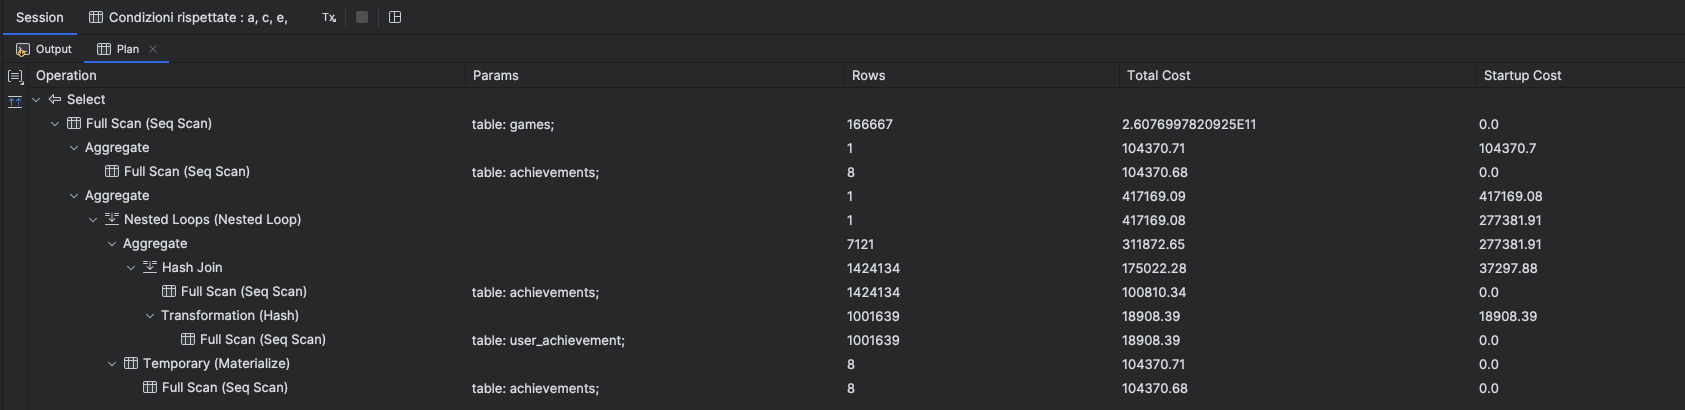 Session Condizioni rispettate : a, c, e, Tx
Output Plan
Operation Params Rows Total Cost Startup Cost
Select
Full Scan (Seq Scan) table: games; 166667 2.6076997820925E11 0.0
Aggregate 1 104370.71 104370.7
Full Scan (Seq Scan) table: achievements; 8 104370.68 0.0
Aggregate 1 417169.09 417169.08
Nested Loops (Nested Loop) 1 417169.08 277381.91
Aggregate 7121 311872.65 277381.91
Hash Join 1424134 175022.28 37297.88
Full Scan (Seq Scan) table: achievements; 1424134 100810.34 0.0
Transformation (Hash) 1001639 18908.39 18908.39
Full Scan (Seq Scan) table: user_achievement; 1001639 18908.39 0.0
Temporary (Materialize) 8 104370.71 0.0
Full Scan (Seq Scan) table: achievements; 8 104370.68 0.0